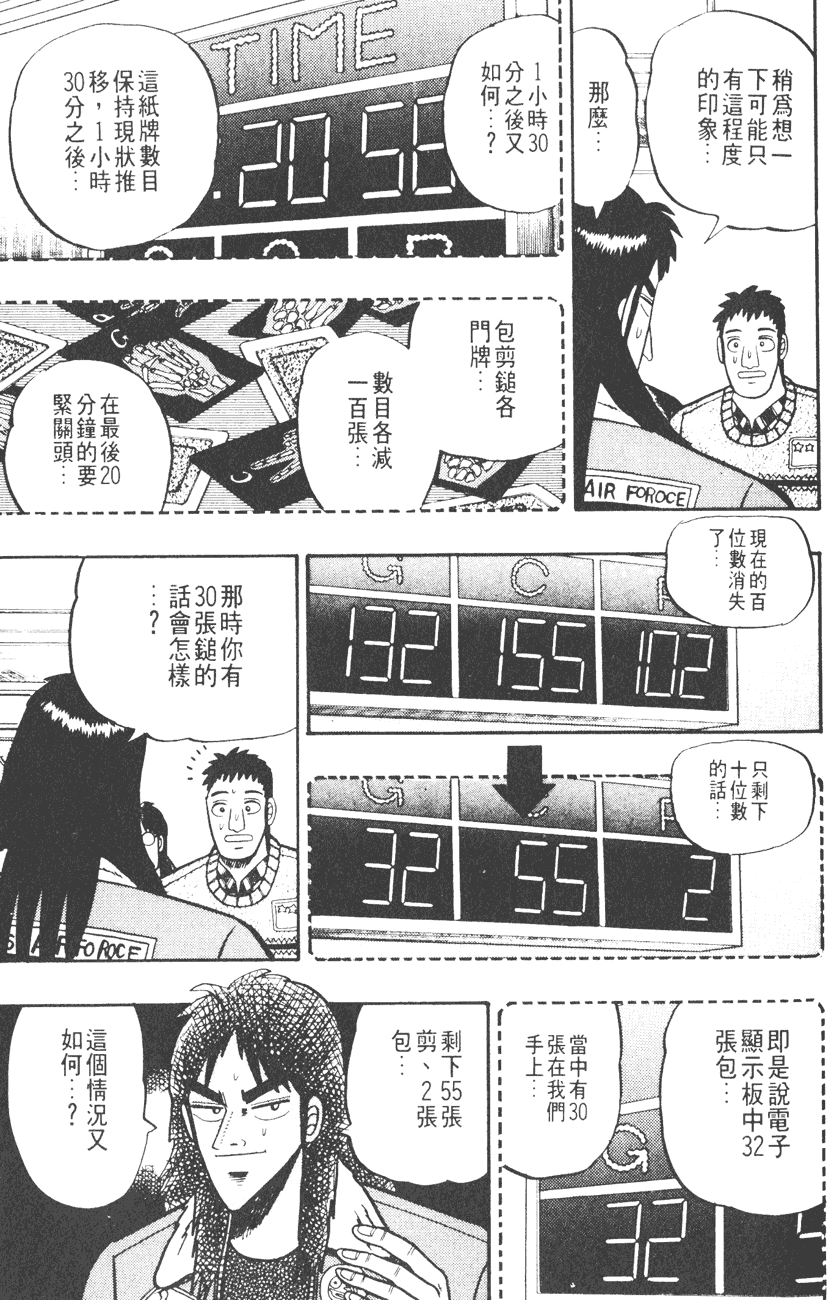 稍爲想一
下可能只
有這程度
的印象…
那麼…
AIR FOROCE
1小時30
分之後又
如何…?
TIME
20 56
這紙牌數目
保持現狀推
移，1小時
30分之後…
包剪鎚各
門牌…
數目各減
一百張…
在最後20
分鐘的要
緊關頭…
現在的百
位數消失
了…
G C P
132 155 102
只剩下
十位數
的話…
G
32 55 2
那時你有
30張鎚的
話會怎樣
…?
S AIR FOROCE
即是說電子
顯示板中32
張包…
當中有30
張在我們
手上…
G
32 5
剩下55張
剪、2張
包…
這個情況又
如何…?